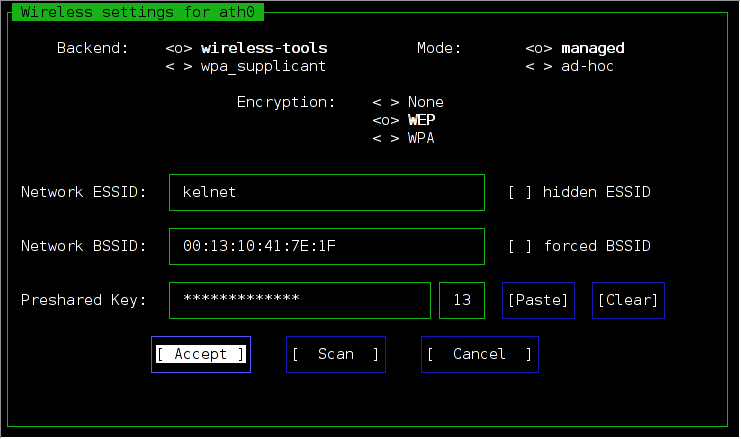 Wireless settings for ath0
Backend: <o> wireless-tools Mode: <o> managed
< > wpa_supplicant < > ad-hoc
Encryption: < > None
<o> WEP
< > WPA
Network ESSID: kelnet [ ] hidden ESSID
Network BSSID: 00:13:10:41:7E:1F [ ] forced BSSID
Preshared Key: ************* 13 [Paste] [Clear]
[ Accept ] [ Scan ] [ Cancel ]